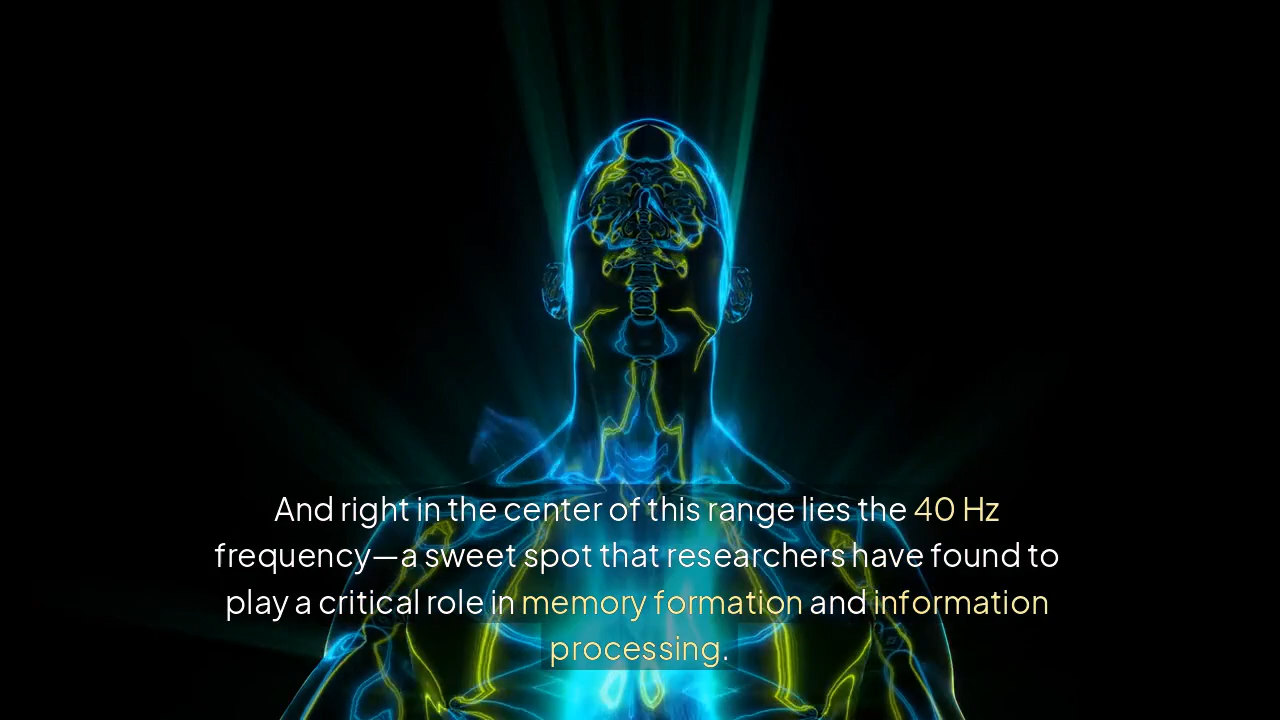 And right in the center of this range lies the 40 Hz
frequency—a sweet spot that researchers have found to
play a critical role in memory formation and information
processing.